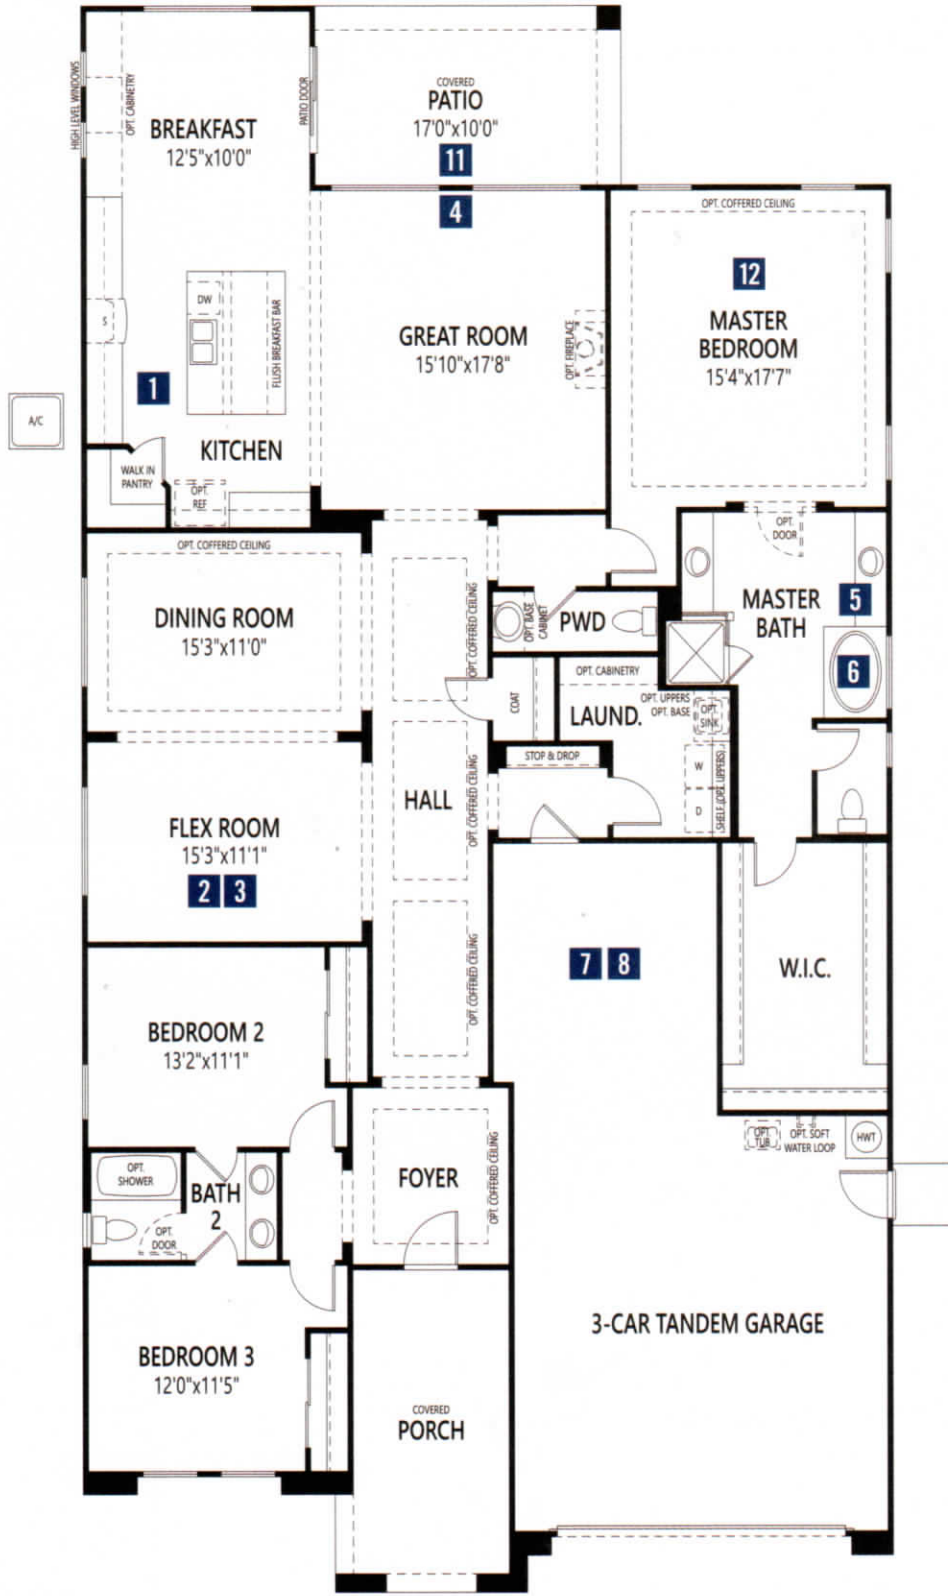 COVERED
PATIO
17'0"x10'0"
11
HIGH LEVEL WINDOWS
OPT. CABINETRY
PATIO DOOR
BREAKFAST
12'5"x10'0"
4
OPT. COFFERED CEILING
12
MASTER
BEDROOM
15'4"x17'7"
GREAT ROOM
15'10"x17'8"
OPT. FIREPLACE
DW
S
FLUSH BREAKFAST BAR
1
A/C
KITCHEN
WALK IN
PANTRY
OPT.
REF
OPT. COFFERED CEILING
DINING ROOM
15'3"x11'0"
OPT. COFFERED CEILING
OPT. BASE
CABINET
PWD
OPT.
DOOR
MASTER
BATH
5
6
OPT. CABINETRY
COAT
LAUND.
OPT. UPPERS
OPT. BASE
OPT.
SINK
STOP & DROP
W
D
SHELF (OPT. UPPERS)
HALL
OPT. COFFERED CEILING
FLEX ROOM
15'3"x11'1"
2 3
OPT. COFFERED CEILING
7 8
W.I.C.
BEDROOM 2
13'2"x11'1"
OPT.
TUB
OPT. SOFT
WATER LOOP
HWT
OPT.
SHOWER
BATH
2
OPT.
DOOR
FOYER
OPT. COFFERED CEILING
3-CAR TANDEM GARAGE
BEDROOM 3
12'0"x11'5"
COVERED
PORCH